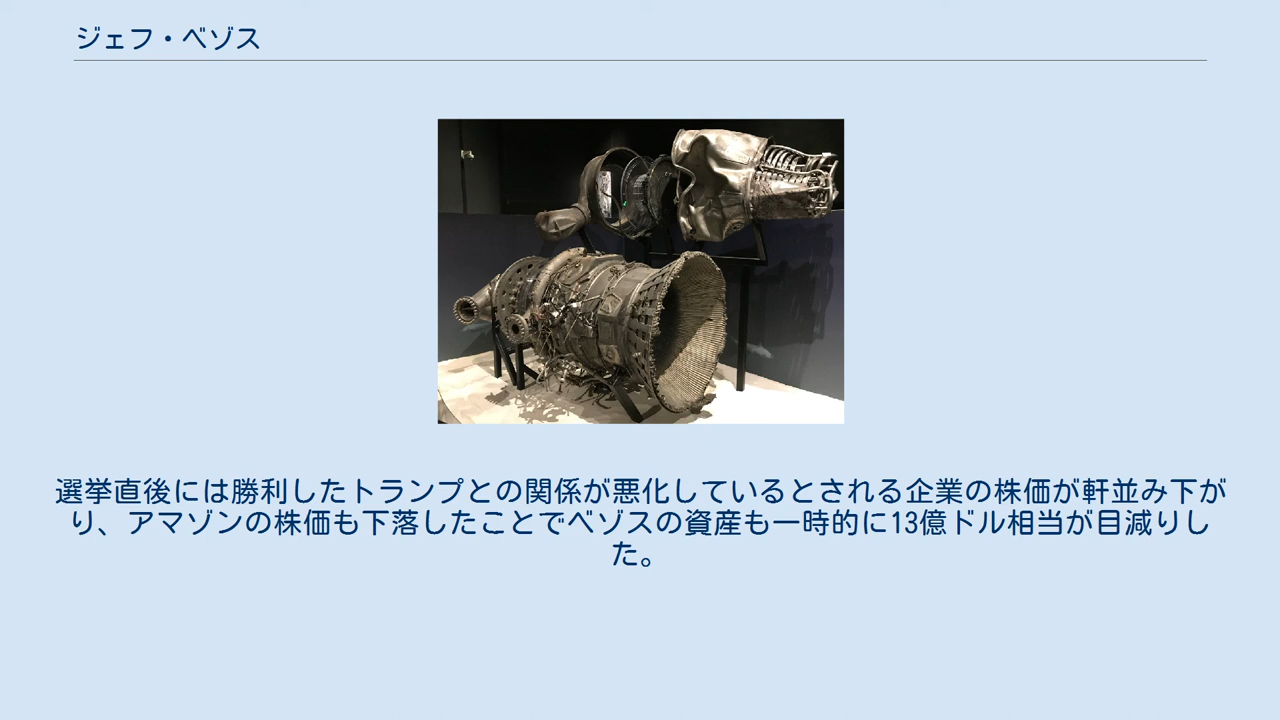 ジェフ・ベゾス
選挙直後には勝利したトランプとの関係が悪化しているとされる企業の株価が軒並み下が
り、アマゾンの株価も下落したことでベゾスの資産も一時的に13億ドル相当が目減りし
た。